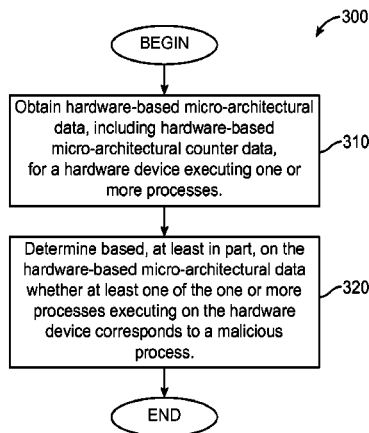 300
BEGIN
Obtain hardware-based micro-architectural
data, including hardware-based
micro-architectural counter data,
for a hardware device executing one or
more processes.
310
Determine based, at least in part, on the
hardware-based micro-architectural data
whether at least one of the one or more
processes executing on the hardware
device corresponds to a malicious
process.
320
END